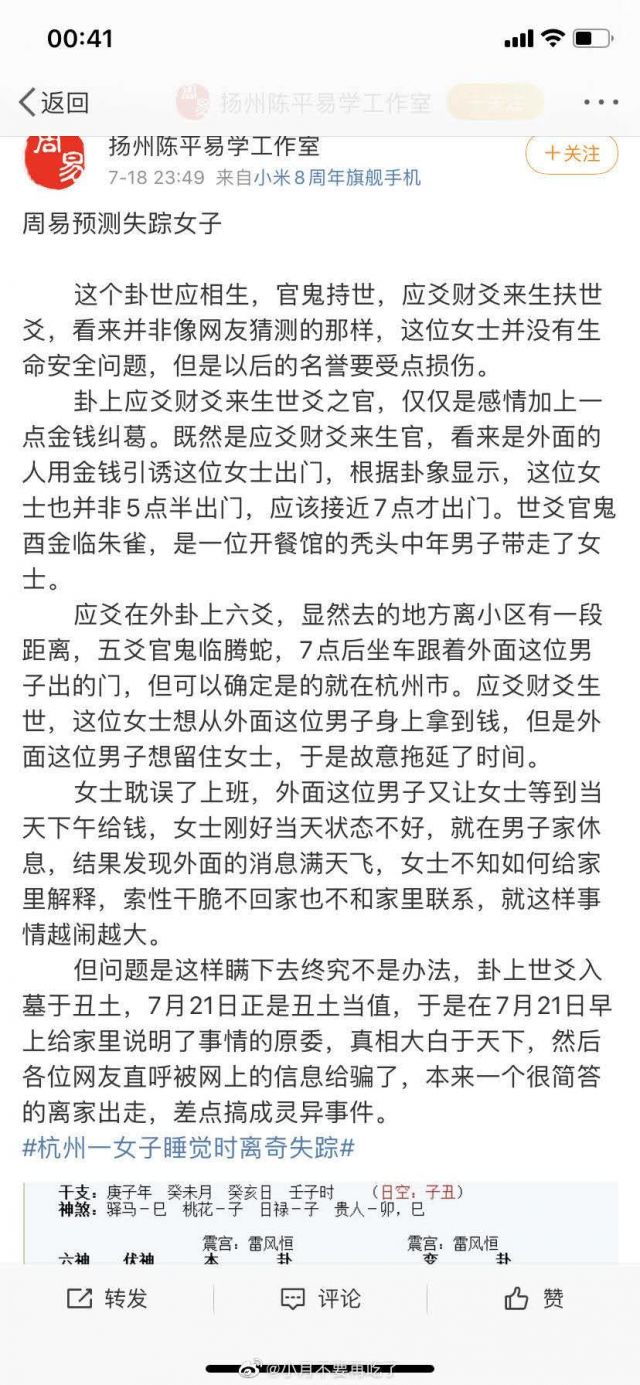 00:41
返回
扬州陈平易学工作室
+关注
周易
扬州陈平易学工作室
7-18 23:49 来自小米8周年旗舰手机
+关注
周易预测失踪女子
这个卦世应相生，官鬼持世，应爻财爻来生扶世
爻，看来并非像网友猜测的那样，这位女士并没有生
命安全问题，但是以后的名誉要受点损伤。
卦上应爻财爻来生世爻之官，仅仅是感情加上一
点金钱纠葛。既然是应爻财爻来生官，看来是外面的
人用金钱引诱这位女士出门，根据卦象显示，这位女
士也并非5点半出门，应该接近7点才出门。世爻官鬼
酉金临朱雀，是一位开餐馆的秃头中年男子带走了女
士。
应爻在外卦上六爻，显然去的地方离小区有一段
距离，五爻官鬼临腾蛇，7点后坐车跟着外面这位男
子出的门，但可以确定是的就在杭州市。应爻财爻生
世，这位女士想从外面这位男子身上拿到钱，但是外
面这位男子想留住女士，于是故意拖延了时间。
女士耽误了上班，外面这位男子又让女士等到当
天下午给钱，女士刚好当天状态不好，就在男子家休
息，结果发现外面的消息满天飞，女士不知如何给家
里解释，索性干脆不回家也不和家里联系，就这样事
情越闹越大。
但问题是这样瞒下去终究不是办法，卦上世爻入
墓于丑土，7月21日正是丑土当值，于是在7月21日早
上给家里说明了事情的原委，真相大白于天下，然后
各位网友直呼被网上的信息给骗了，本来一个很简答
的离家出走，差点搞成灵异事件。
#杭州一女子睡觉时离奇失踪#
干支：庚子年 癸未月 癸亥日 壬子时 （日空：子丑）
神煞：驿马－巳 桃花－子 日禄－子 贵人－卯，巳
震宫：雷风恒 震宫：雷风恒
六神 伏神 本 卦 变 卦
转发
评论
赞
@小月不要再吃了